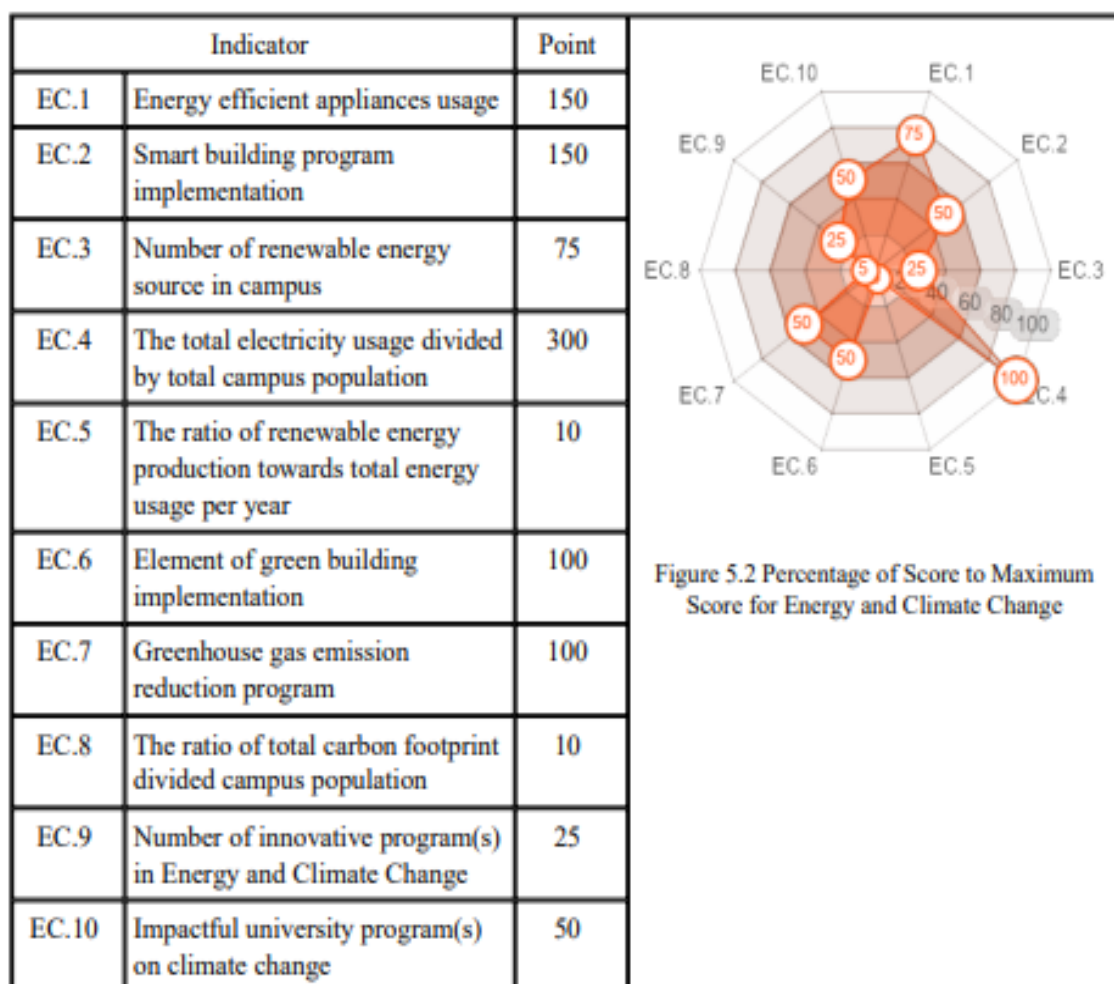 Indicator Point
EC.1 Energy efficient appliances usage 150
EC.2 Smart building program 150
implementation
EC.3 Number of renewable energy 75
source in campus
EC.4 The total electricity usage divided 300
by total campus population
EC.5 The ratio of renewable energy 10
production towards total energy
usage per year
EC.6 Element of green building 100
implementation
EC.7 Greenhouse gas emission 100
reduction program
EC.8 The ratio of total carbon footprint 10
divided campus population
EC.9 Number of innovative program(s) 25
in Energy and Climate Change
EC.10 Impactful university program(s) 50
on climate change
EC.10 EC.1
75
EC.9 EC.2
50
50
25
EC.8 5 25 EC.3
40 60 80 100
50
50
100
EC.7
EC.6 EC.5
Figure 5.2 Percentage of Score to Maximum
Score for Energy and Climate Change